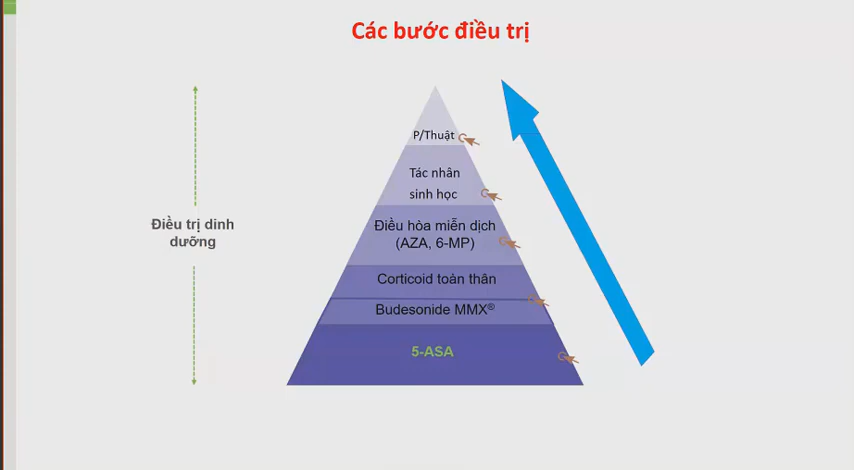 Các bước điều trị
P/Thuật
Tác nhân
sinh học
Điều trị dinh
dưỡng
Điều hòa miễn dịch
(AZA, 6-MP)
Corticoid toàn thân
Budesonide MMX®
5-ASA